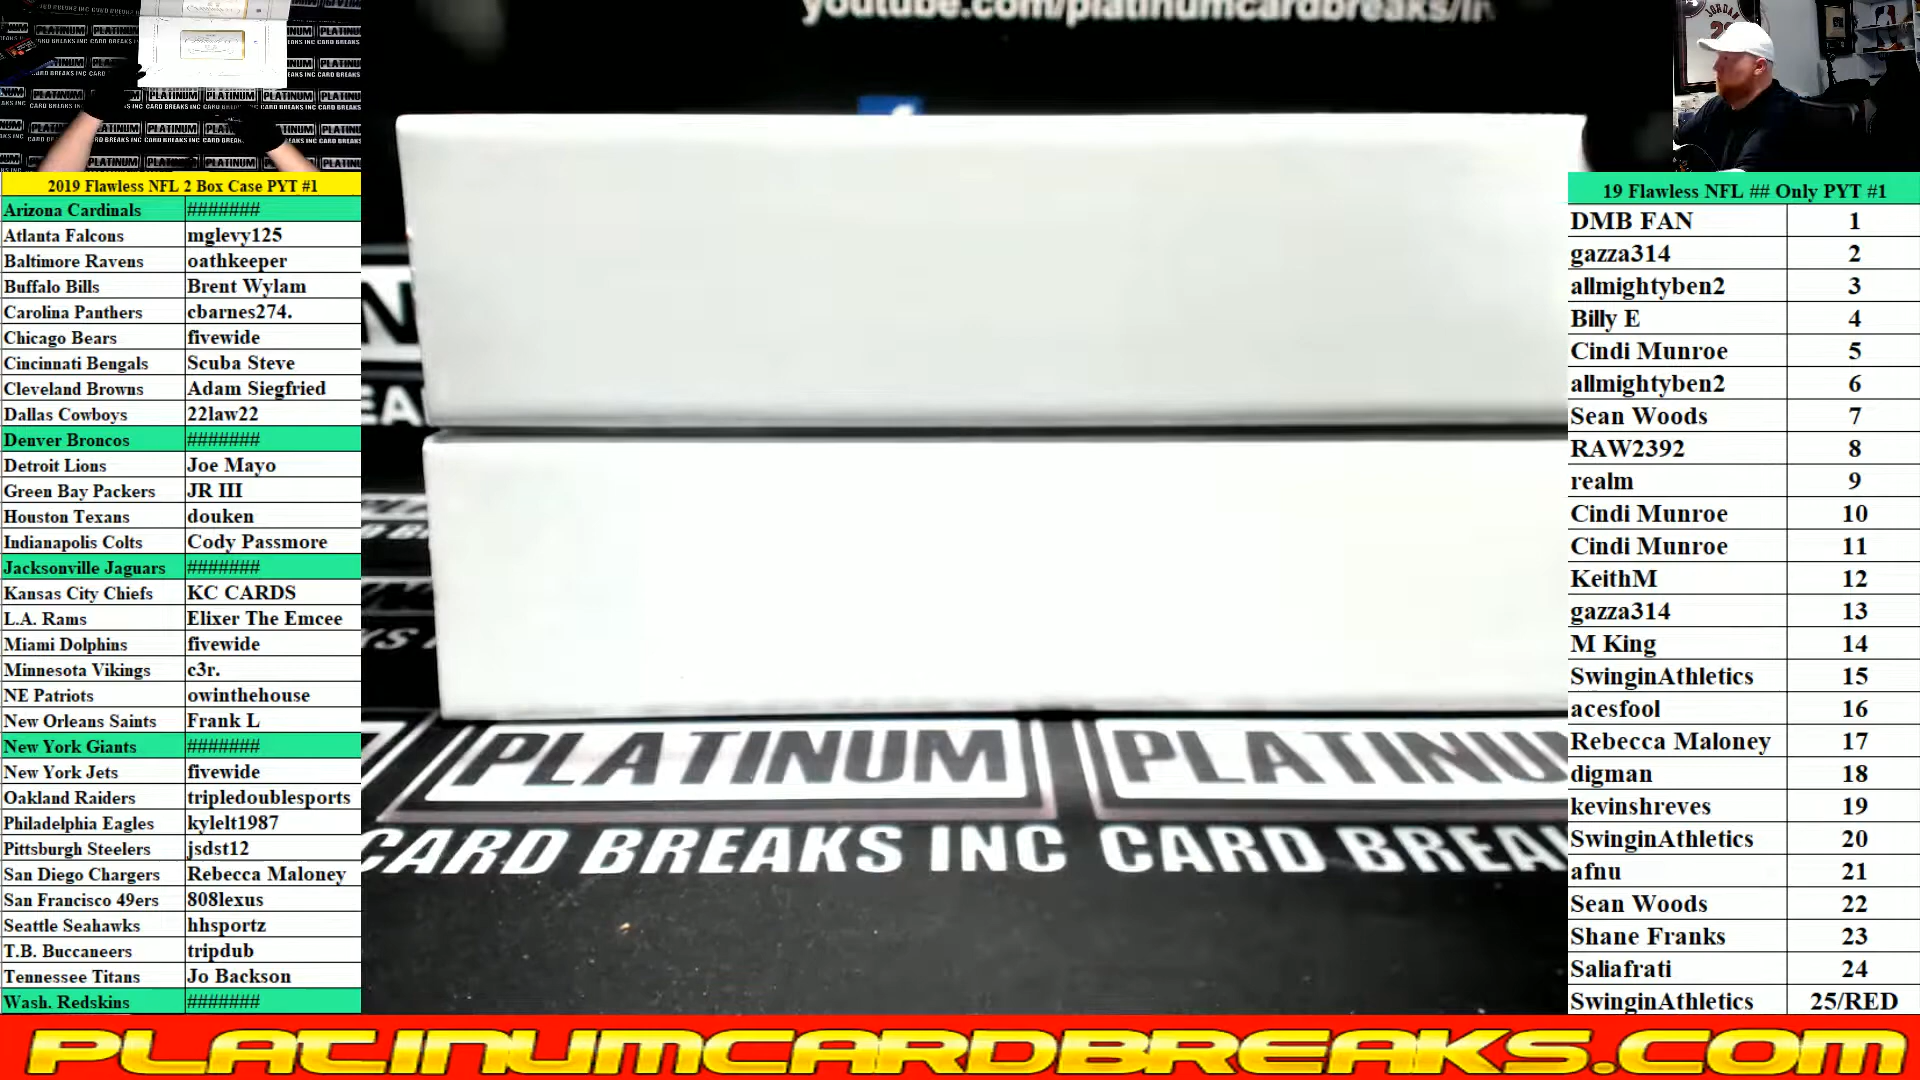 youtube.com/platinumcardbreaks/
2019 Flawless NFL 2 Box Case PYT #1
Arizona Cardinals #######
Atlanta Falcons mglevy125
Baltimore Ravens oathkeeper
Buffalo Bills Brent Wylam
Carolina Panthers cbarnes274.
Chicago Bears fivewide
Cincinnati Bengals Scuba Steve
Cleveland Browns Adam Siegfried
Dallas Cowboys 22law22
Denver Broncos #######
Detroit Lions Joe Mayo
Green Bay Packers JR III
Houston Texans douken
Indianapolis Colts Cody Passmore
Jacksonville Jaguars #######
Kansas City Chiefs KC CARDS
L.A. Rams Elixer The Emcee
Miami Dolphins fivewide
Minnesota Vikings c3r.
NE Patriots owinthehouse
New Orleans Saints Frank L
New York Giants #######
New York Jets fivewide
Oakland Raiders tripledoublesports
Philadelphia Eagles kylelt1987
Pittsburgh Steelers jsdst12
San Diego Chargers Rebecca Maloney
San Francisco 49ers 808lexus
Seattle Seahawks hhsportz
T.B. Buccaneers tripdub
Tennessee Titans Jo Backson
Wash. Redskins #######
PLATINUM PLATINU
CARD BREAKS INC CARD BREA
JORDAN
19 Flawless NFL ## Only PYT #1
DMB FAN 1
gazza314 2
allmightyben2 3
Billy E 4
Cindi Munroe 5
allmightyben2 6
Sean Woods 7
RAW2392 8
realm 9
Cindi Munroe 10
Cindi Munroe 11
KeithM 12
gazza314 13
M King 14
SwinginAthletics 15
acesfool 16
Rebecca Maloney 17
digman 18
kevinshreves 19
SwinginAthletics 20
afnu 21
Sean Woods 22
Shane Franks 23
Saliafrati 24
SwinginAthletics 25/RED
PLATINUMCARDBREAKS.COM